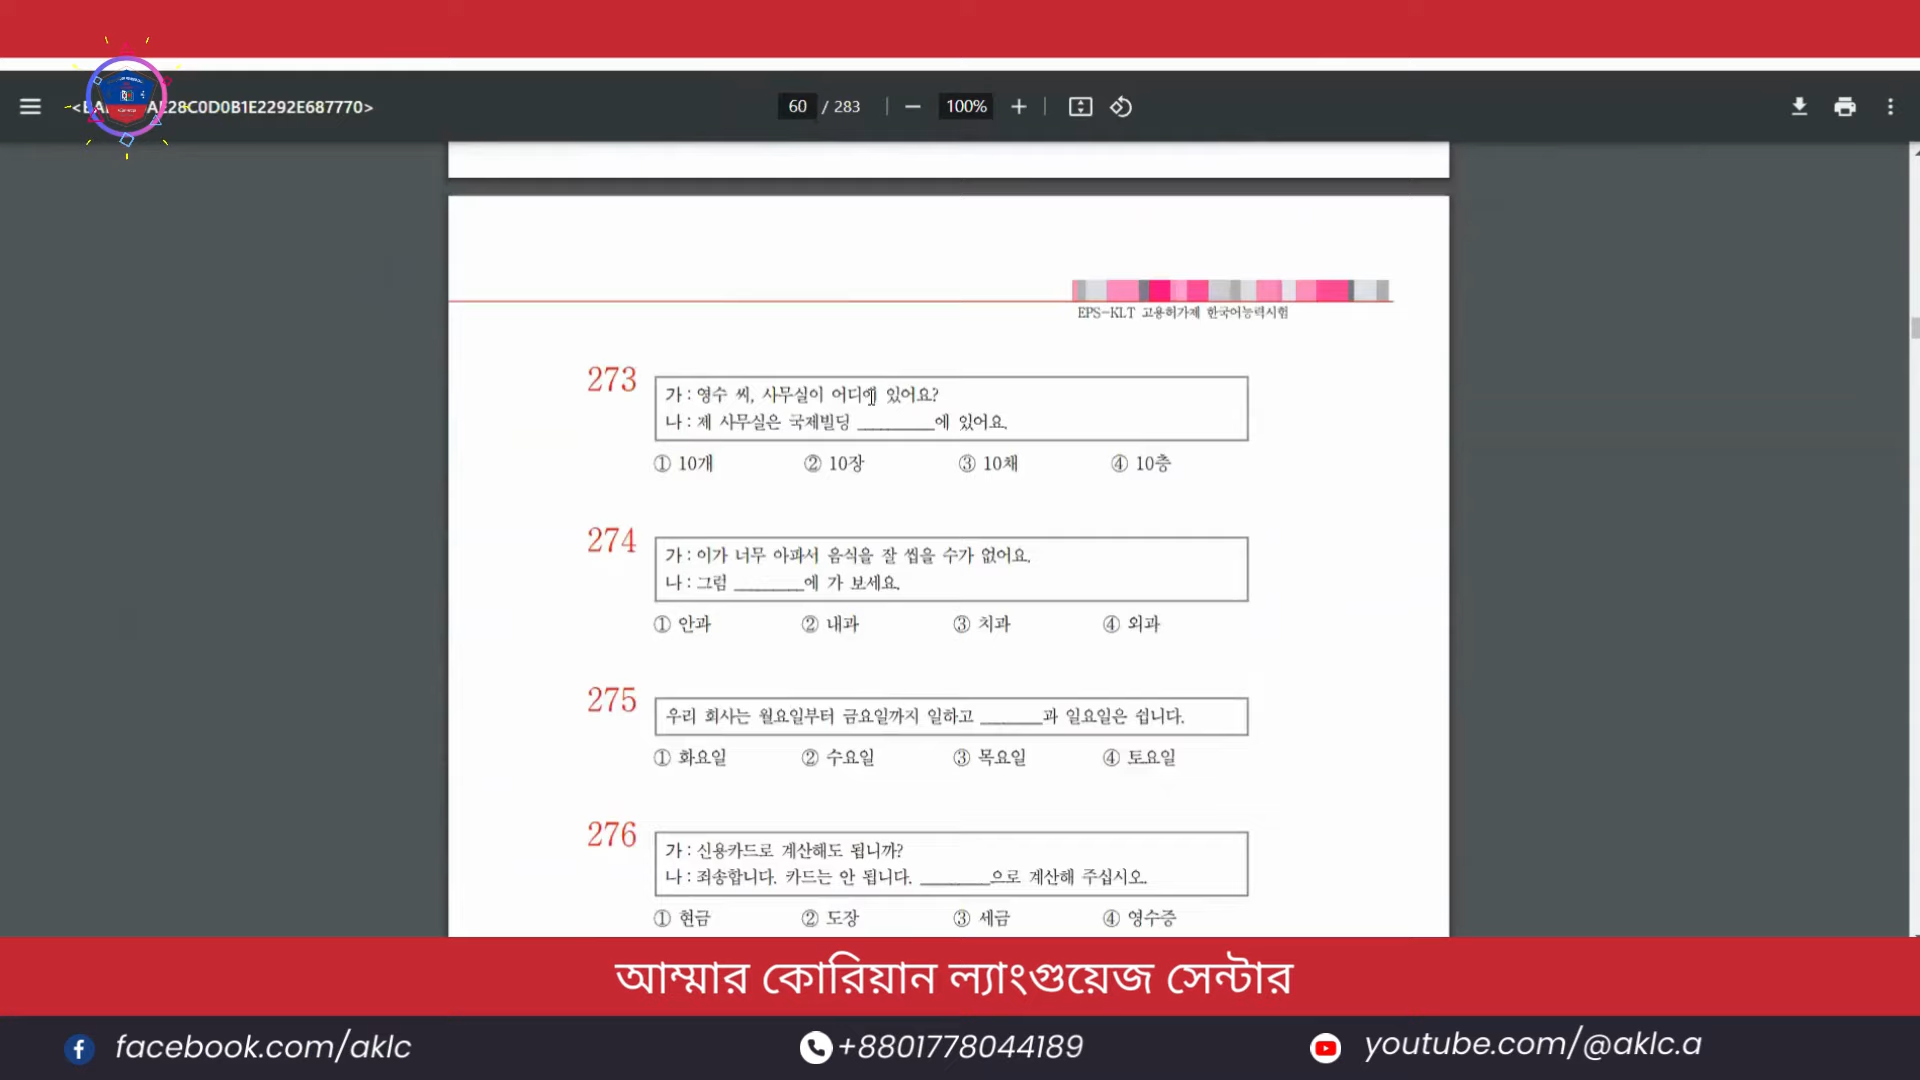 AE28C0D0B1E2292E687770>
60 / 283
100%
EPS-KLT 고용허가제 한국어능력시험
273
가 : 영수 씨, 사무실이 어디에 있어요?
나 : 제 사무실은 국제빌딩 ________에 있어요.
① 10개 ② 10장 ③ 10채 ④ 10층
274
가 : 이가 너무 아파서 음식을 잘 씹을 수가 없어요.
나 : 그럼 ________에 가 보세요.
① 안과 ② 내과 ③ 치과 ④ 외과
275
우리 회사는 월요일부터 금요일까지 일하고 ________과 일요일은 쉽니다.
① 화요일 ② 수요일 ③ 목요일 ④ 토요일
276
가 : 신용카드로 계산해도 됩니까?
나 : 죄송합니다. 카드는 안 됩니다. ________으로 계산해 주십시오.
① 현금 ② 도장 ③ 세금 ④ 영수증
আম্মার কোরিয়ান ল্যাংগুয়েজ সেন্টার
facebook.com/aklc
+8801778044189
youtube.com/@aklc.a